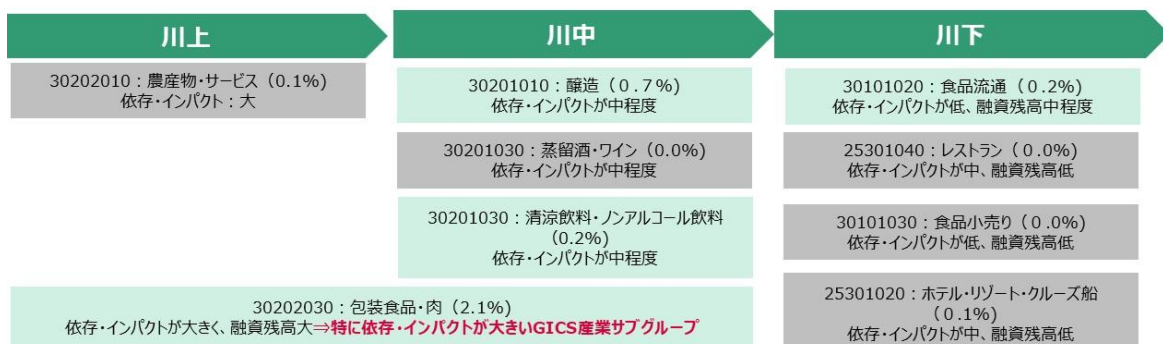 川上
30202010：農産物・サービス（0.1%）
依存・インパクト：大
川中
30201010：醸造（0.7%）
依存・インパクトが中程度
30201030：蒸留酒・ワイン（0.0%）
依存・インパクトが中程度
30201030：清涼飲料・ノンアルコール飲料
（0.2%）
依存・インパクトが中程度
30202030：包装食品・肉（2.1%）
依存・インパクトが大きく、融資残高大⇒特に依存・インパクトが大きいGICS産業サブグループ
川下
30101020：食品流通（0.2%）
依存・インパクトが低、融資残高中程度
25301040：レストラン（0.0%）
依存・インパクトが中、融資残高低
30101030：食品小売り（0.0%）
依存・インパクトが低、融資残高低
25301020：ホテル・リゾート・クルーズ船
（0.1%）
依存・インパクトが中、融資残高低